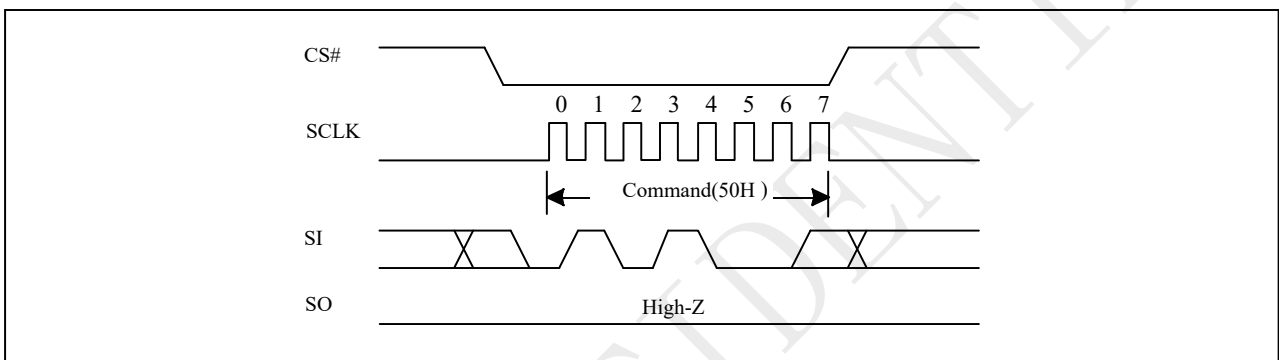 CS#
0 1 2 3 4 5 6 7
SCLK
Command(50H )
SI
SO
High-Z